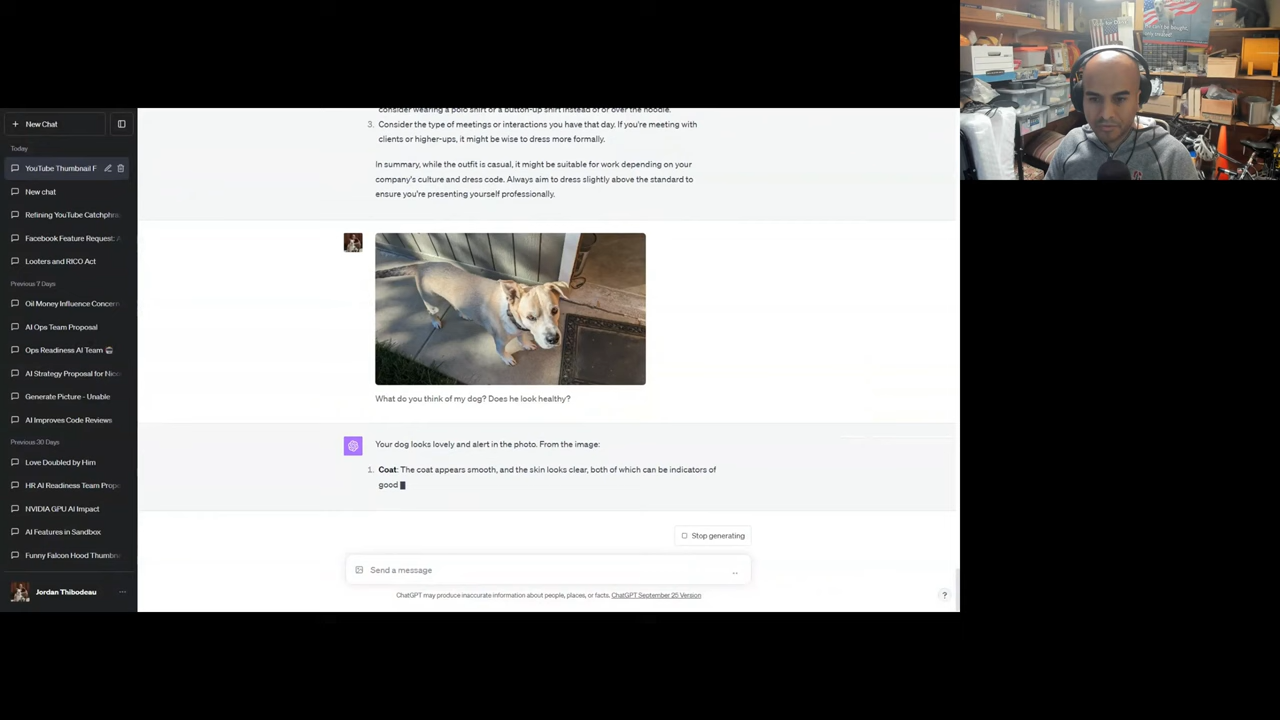 New Chat
Today
YouTube Thumbnail F
New chat
Refining YouTube Catchphr
Facebook Feature Request:
Looters and RICO Act
Previous 7 Days
Oil Money Influence Concer
AI Ops Team Proposal
Ops Readiness AI Team
AI Strategy Proposal for Nic
Generate Picture - Unable
AI Improves Code Reviews
Previous 30 Days
Love Doubled by Him
HR AI Readiness Team Prop
NVIDIA GPU AI Impact
AI Features in Sandbox
Funny Falcon Hood Thumbn
Jordan Thibodeau
consider wearing a polo shirt or a button-up shirt instead of or over the hoodie.
3. Consider the type of meetings or interactions you have that day. If you're meeting with
clients or higher-ups, it might be wise to dress more formally.
In summary, while the outfit is casual, it might be suitable for work depending on your
company's culture and dress code. Always aim to dress slightly above the standard to
ensure you're presenting yourself professionally.
What do you think of my dog? Does he look healthy?
Your dog looks lovely and alert in the photo. From the image:
1. Coat: The coat appears smooth, and the skin looks clear, both of which can be indicators of
good
Stop generating
Send a message
ChatGPT may produce inaccurate information about people, places, or facts. ChatGPT September 25 Version
?